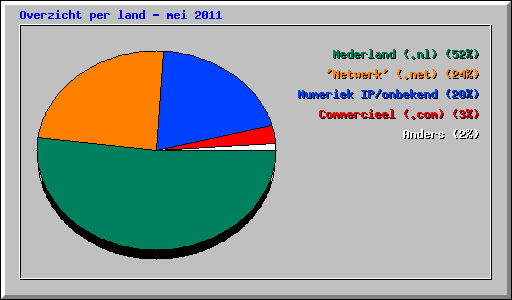 Overzicht per land - mei 2011
Nederland (.nl) (52%)
'Netwerk' (.net) (24%)
Numeriek IP/onbekend (20%)
Commercieel (.com) (3%)
Anders (2%)